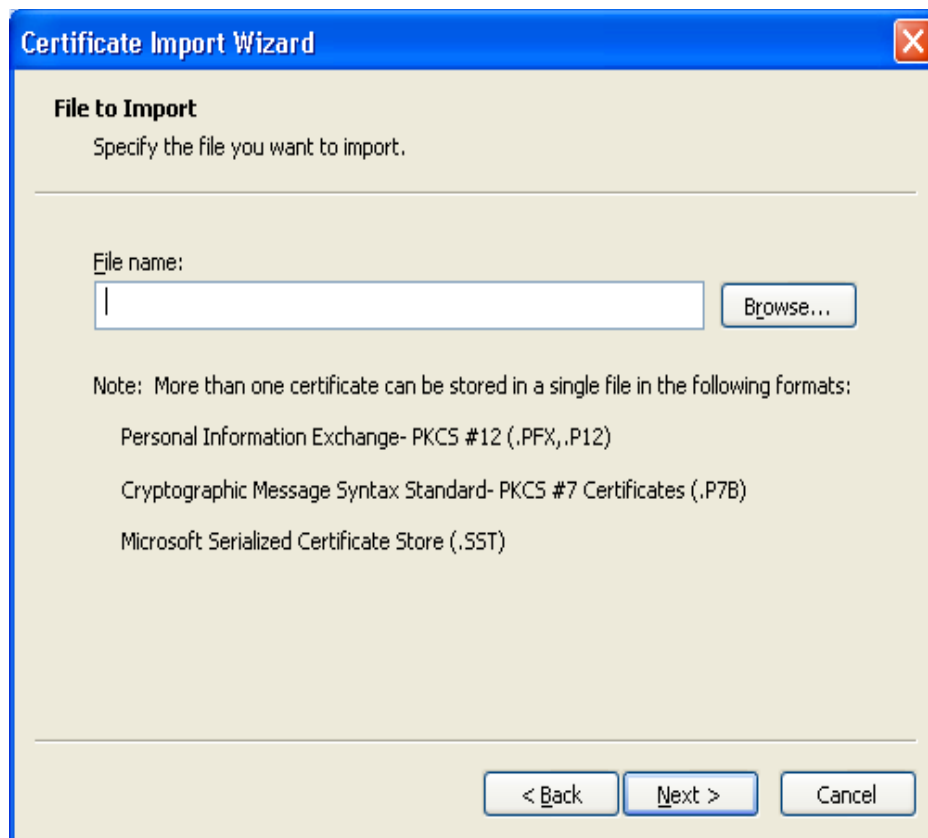 Certificate Import Wizard
File to Import
Specify the file you want to import.
File name:
Browse...
Note: More than one certificate can be stored in a single file in the following formats:
Personal Information Exchange- PKCS #12 (.PFX,.P12)
Cryptographic Message Syntax Standard- PKCS #7 Certificates (.P7B)
Microsoft Serialized Certificate Store (.SST)
< Back Next > Cancel